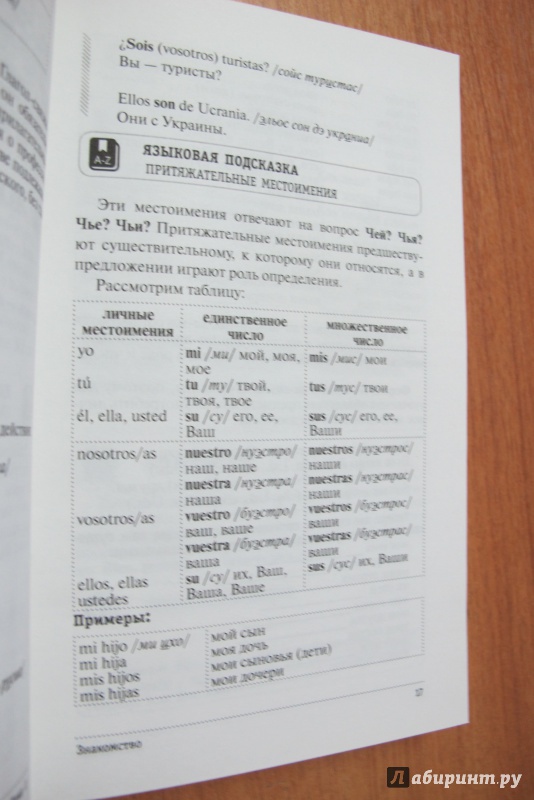 ¿Sois (vosotros) turistas? /сойс туристас/
Вы — туристы?
Ellos son de Ucrania. /эльос сон дэ украниа/
Они с Украины.
A-Z
ЯЗЫКОВАЯ ПОДСКАЗКА
ПРИТЯЖАТЕЛЬНЫЕ МЕСТОИМЕНИЯ
Эти местоимения отвечают на вопрос Чей? Чья?
Чье? Чьи? Притяжательные местоимения предшеству-
ют существительному, к которому они относятся, а в
предложении играют роль определения.
Рассмотрим таблицу:
личные местоимения | единственное число | множественное число
yo | mi /ми/ мой, моя, мое | mis /мис/ мои
tú | tu /ту/ твой, твоя, твое | tus /тус/ твои
él, ella, usted | su /су/ его, ее, Ваш | sus /сус/ его, ее, Ваши
nosotros/as | nuestro /нуэстро/ наш, наше | nuestros /нуэстрос/ наши
nuestra /нуэстра/ наша | nuestras /нуэстрас/ наши
vosotros/as | vuestro /буэстро/ ваш, ваше | vuestros /буэстрос/ ваши
vuestra /буэстра/ ваша | vuestras /буэстрас/ ваши
ellos, ellas ustedes | su /су/ их, Ваш, Ваша, Ваше | sus /сус/ их, Ваши
Примеры:
mi hijo /ми ихо/ мой сын
mi hija моя дочь
mis hijos мои сыновья (дети)
mis hijas мои дочери
17
Знакомство
Лабиринт.ру